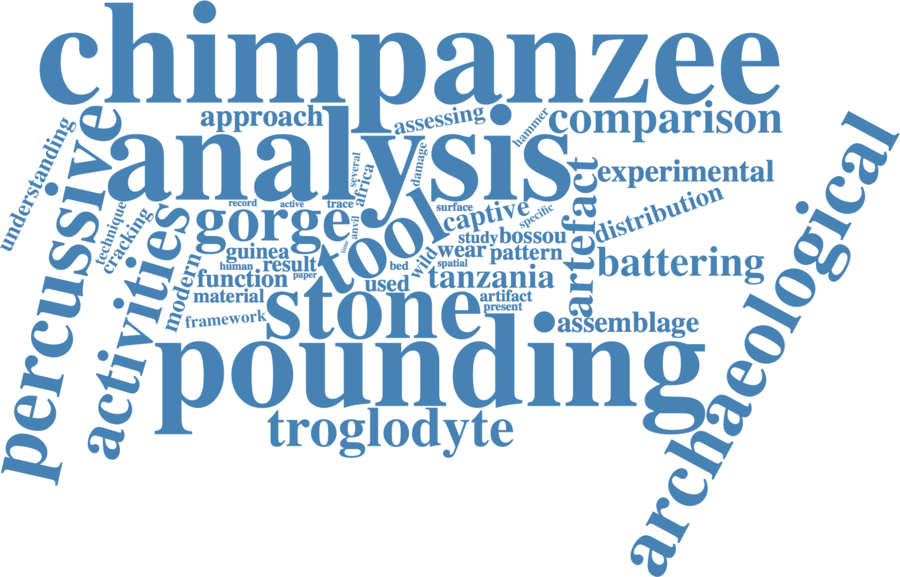 chimpanzee
approach
assessing
hammer
comparison
understanding
percussive
analysis
several
africa
damage
experimental
archaeological
technique
cracking
activities
record
active
trace
anvil
surface
captive
specific
artefact
distribution
gorge
tool
study
bossou
guinea
wear
pattern
human
result
time
bed
wild
spatial
battering
modern
function
paper
used
tanzania
material
stone
artifact
present
framework
assemblage
pounding
troglodyte